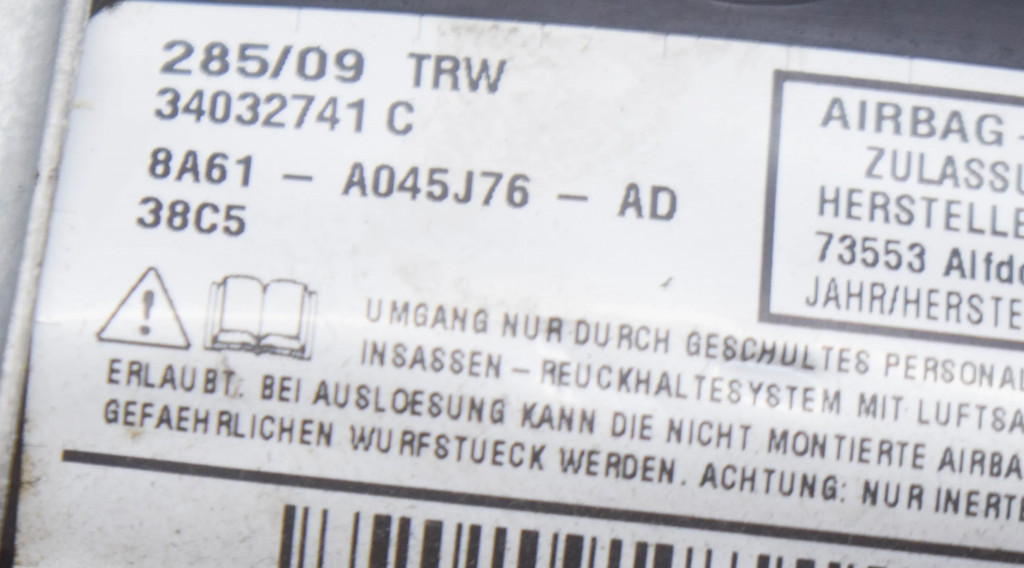 285/09 TRW
34032741 C
8A61 - A045J76 - AD
38C5
AIRBAG -
ZULASSU
HERSTELLE
73553 Alfdo
JAHR/HERSTE
UMGANG NUR DURCH GESCHULTES PERSONAL
INSASSEN - REUCKHALTESYSTEM MIT LUFTSA
ERLAUBT. BEI AUSLOESUNG KANN DIE NICHT MONTIERTE AIRBA
GEFAEHRLICHEN WURFSTUECK WERDEN. ACHTUNG: NUR INERTE